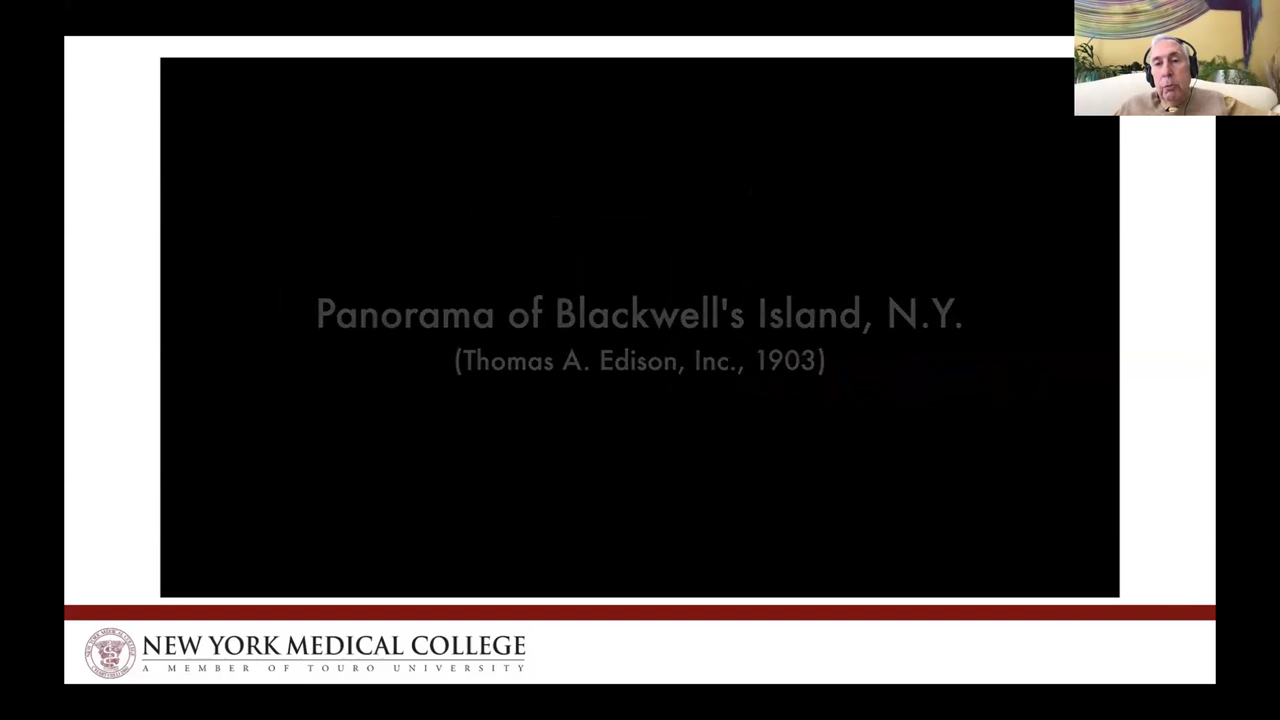 Panorama of Blackwell's Island, N.Y.
(Thomas A. Edison, Inc., 1903)
NEW YORK MEDICAL COLLEGE
A MEMBER OF TOURO UNIVERSITY